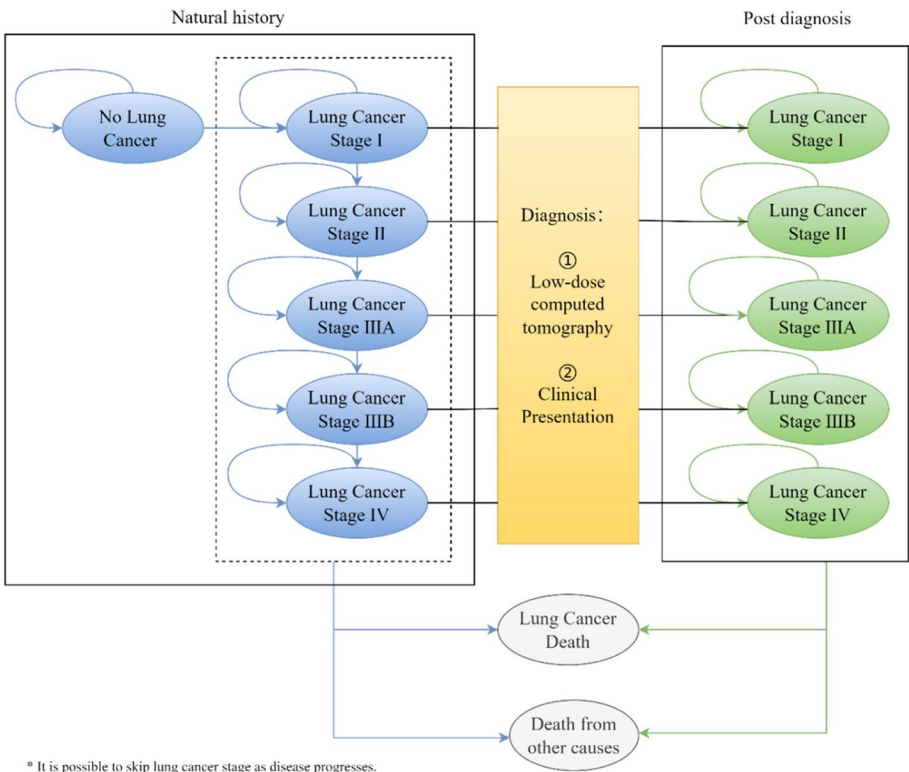 Natural history
Post diagnosis
No Lung
Cancer
Lung Cancer
Stage I
Lung Cancer
Stage II
Lung Cancer
Stage IIIA
Lung Cancer
Stage IIIB
Lung Cancer
Stage IV
Diagnosis：
①
Low-dose
computed
tomography
②
Clinical
Presentation
Lung Cancer
Stage I
Lung Cancer
Stage II
Lung Cancer
Stage IIIA
Lung Cancer
Stage IIIB
Lung Cancer
Stage IV
Lung Cancer
Death
Death from
other causes
* It is possible to skip lung cancer stage as disease progresses.